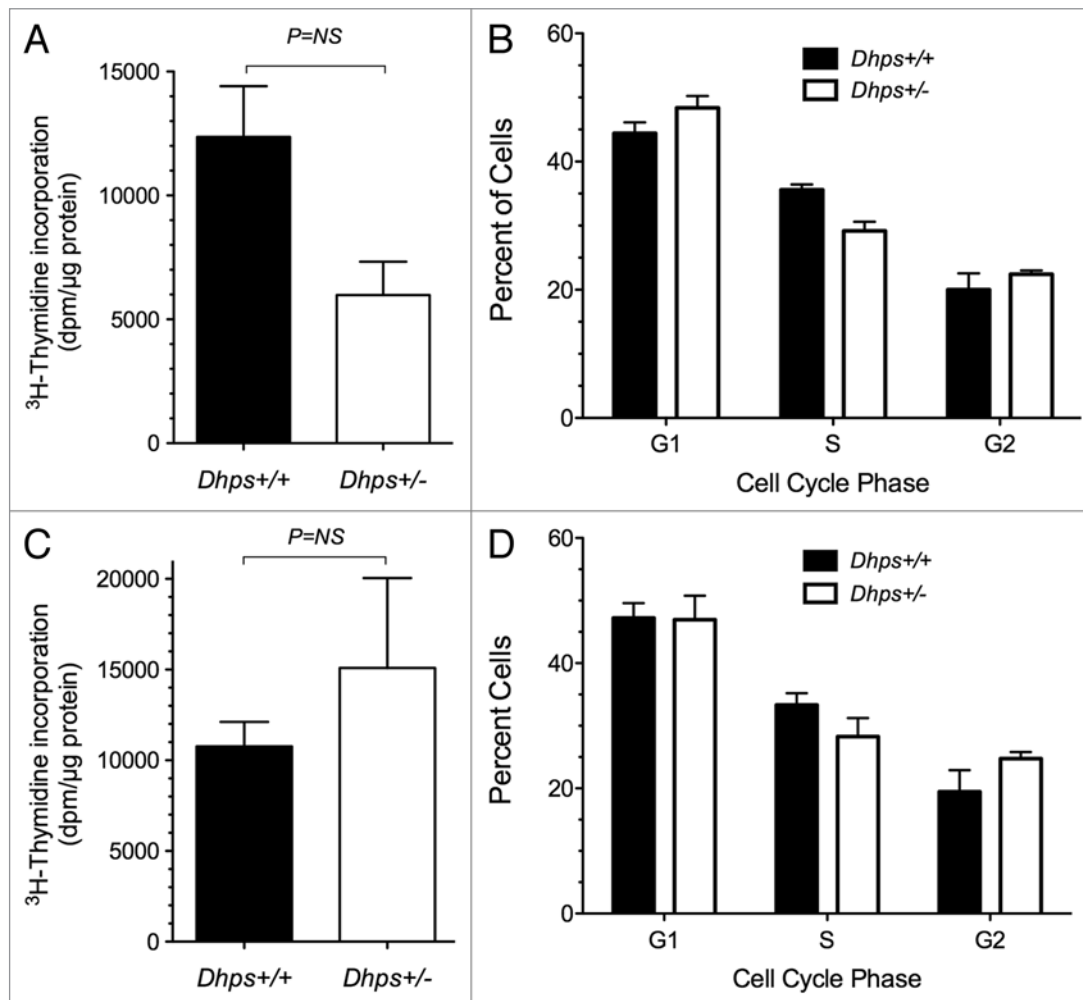 A
P=NS
15000
10000
5000
0
³H-Thymidine incorporation
(dpm/µg protein)
Dhps+/+ Dhps+/-
B
60
40
20
0
Percent of Cells
Dhps+/+
Dhps+/-
G1 S G2
Cell Cycle Phase
C
P=NS
20000
15000
10000
5000
0
³H-Thymidine incorporation
(dpm/µg protein)
Dhps+/+ Dhps+/-
D
60
40
20
0
Percent Cells
Dhps+/+
Dhps+/-
G1 S G2
Cell Cycle Phase